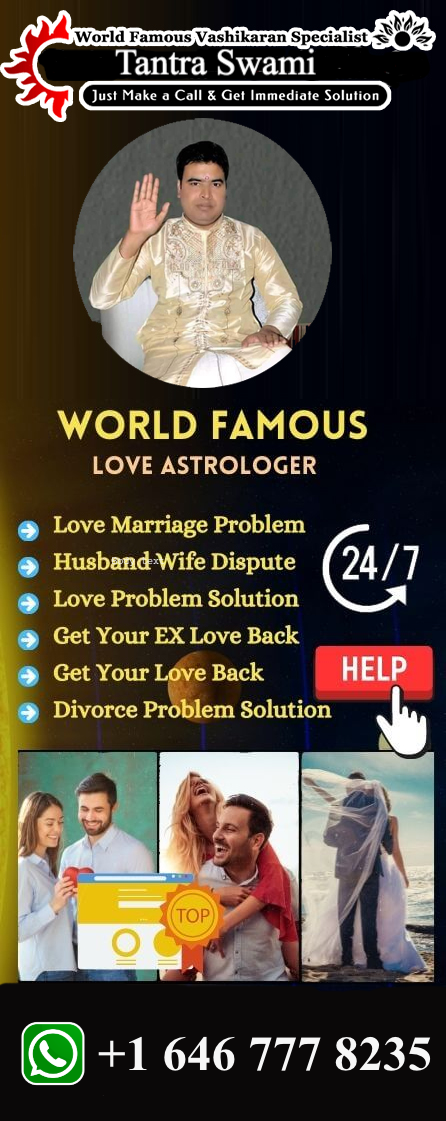 World Famous Vashikaran Specialist
Tantra Swami
Just Make a Call & Get Immediate Solution
WORLD FAMOUS
LOVE ASTROLOGER
Love Marriage Problem
Husband Wife Dispute
Love Problem Solution
Get Your EX Love Back
Get Your Love Back
Divorce Problem Solution
24/7
HELP
TOP
+1 646 777 8235